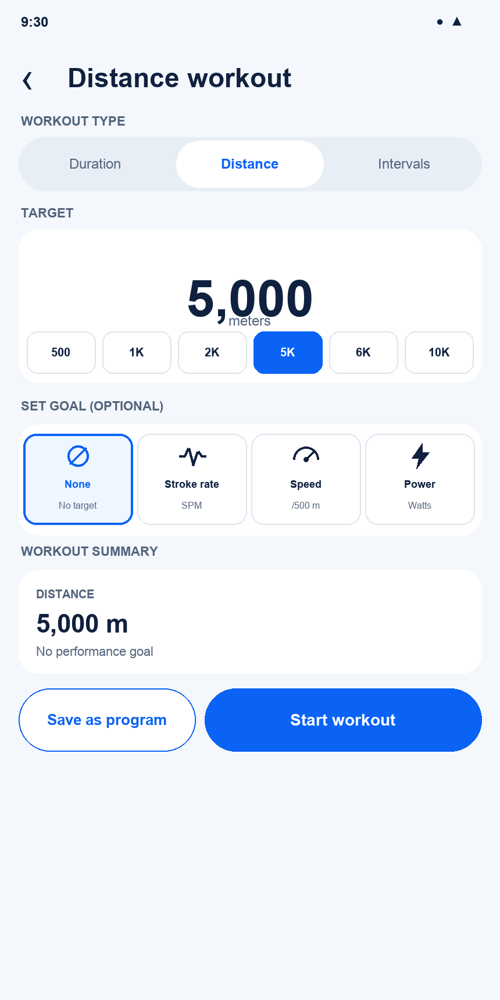 9:30
Distance workout
WORKOUT TYPE
Duration Distance Intervals
TARGET
5,000
meters
500 1K 2K 5K 6K 10K
SET GOAL (OPTIONAL)
None Stroke rate Speed Power
No target SPM /500 m Watts
WORKOUT SUMMARY
DISTANCE
5,000 m
No performance goal
Save as program Start workout